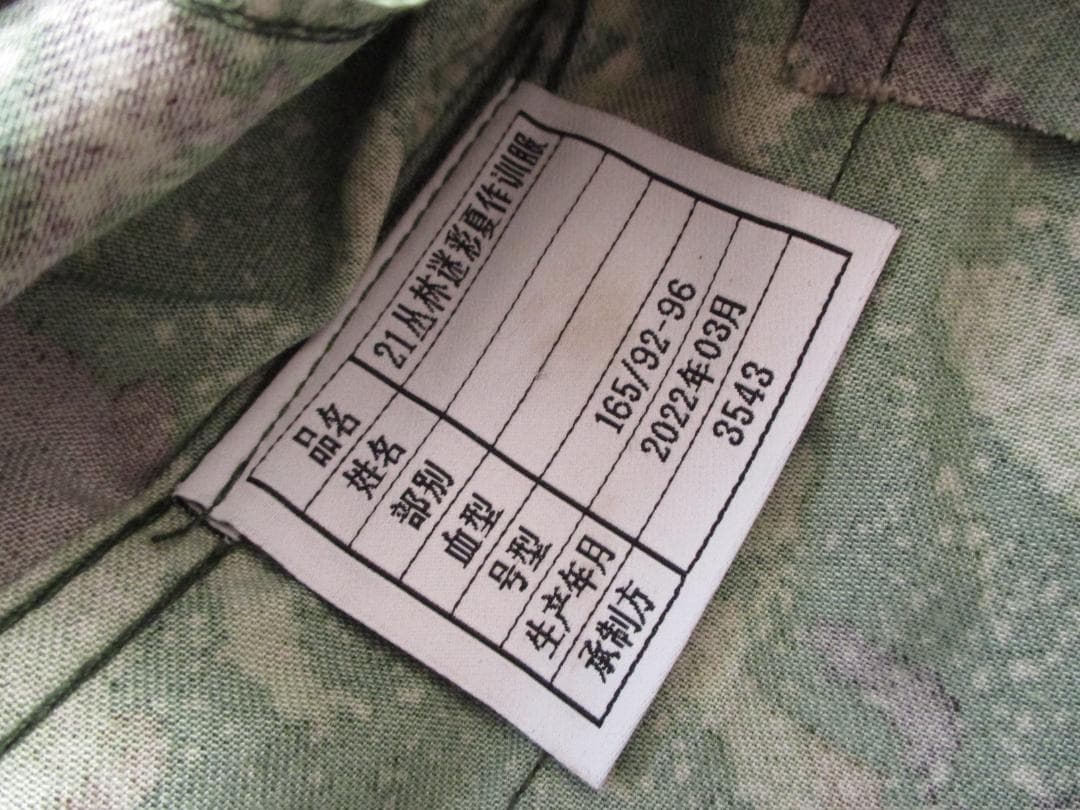 品名 21丛林迷彩夏作训服
姓名
部别
血型
号型 165/92-96
生产年月 2022年03月
承制方 3543